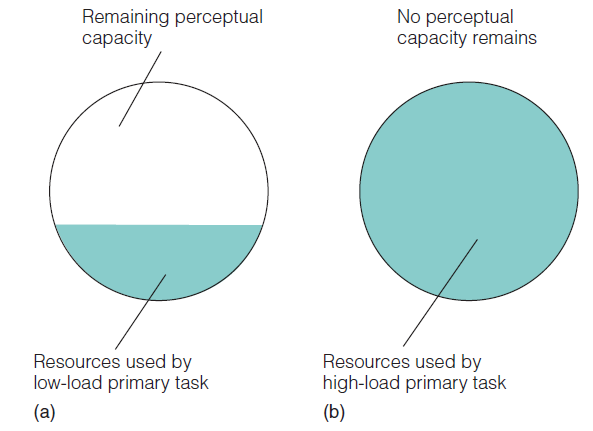 Remaining perceptual
capacity
No perceptual
capacity remains
Resources used by
low-load primary task
(a)
Resources used by
high-load primary task
(b)